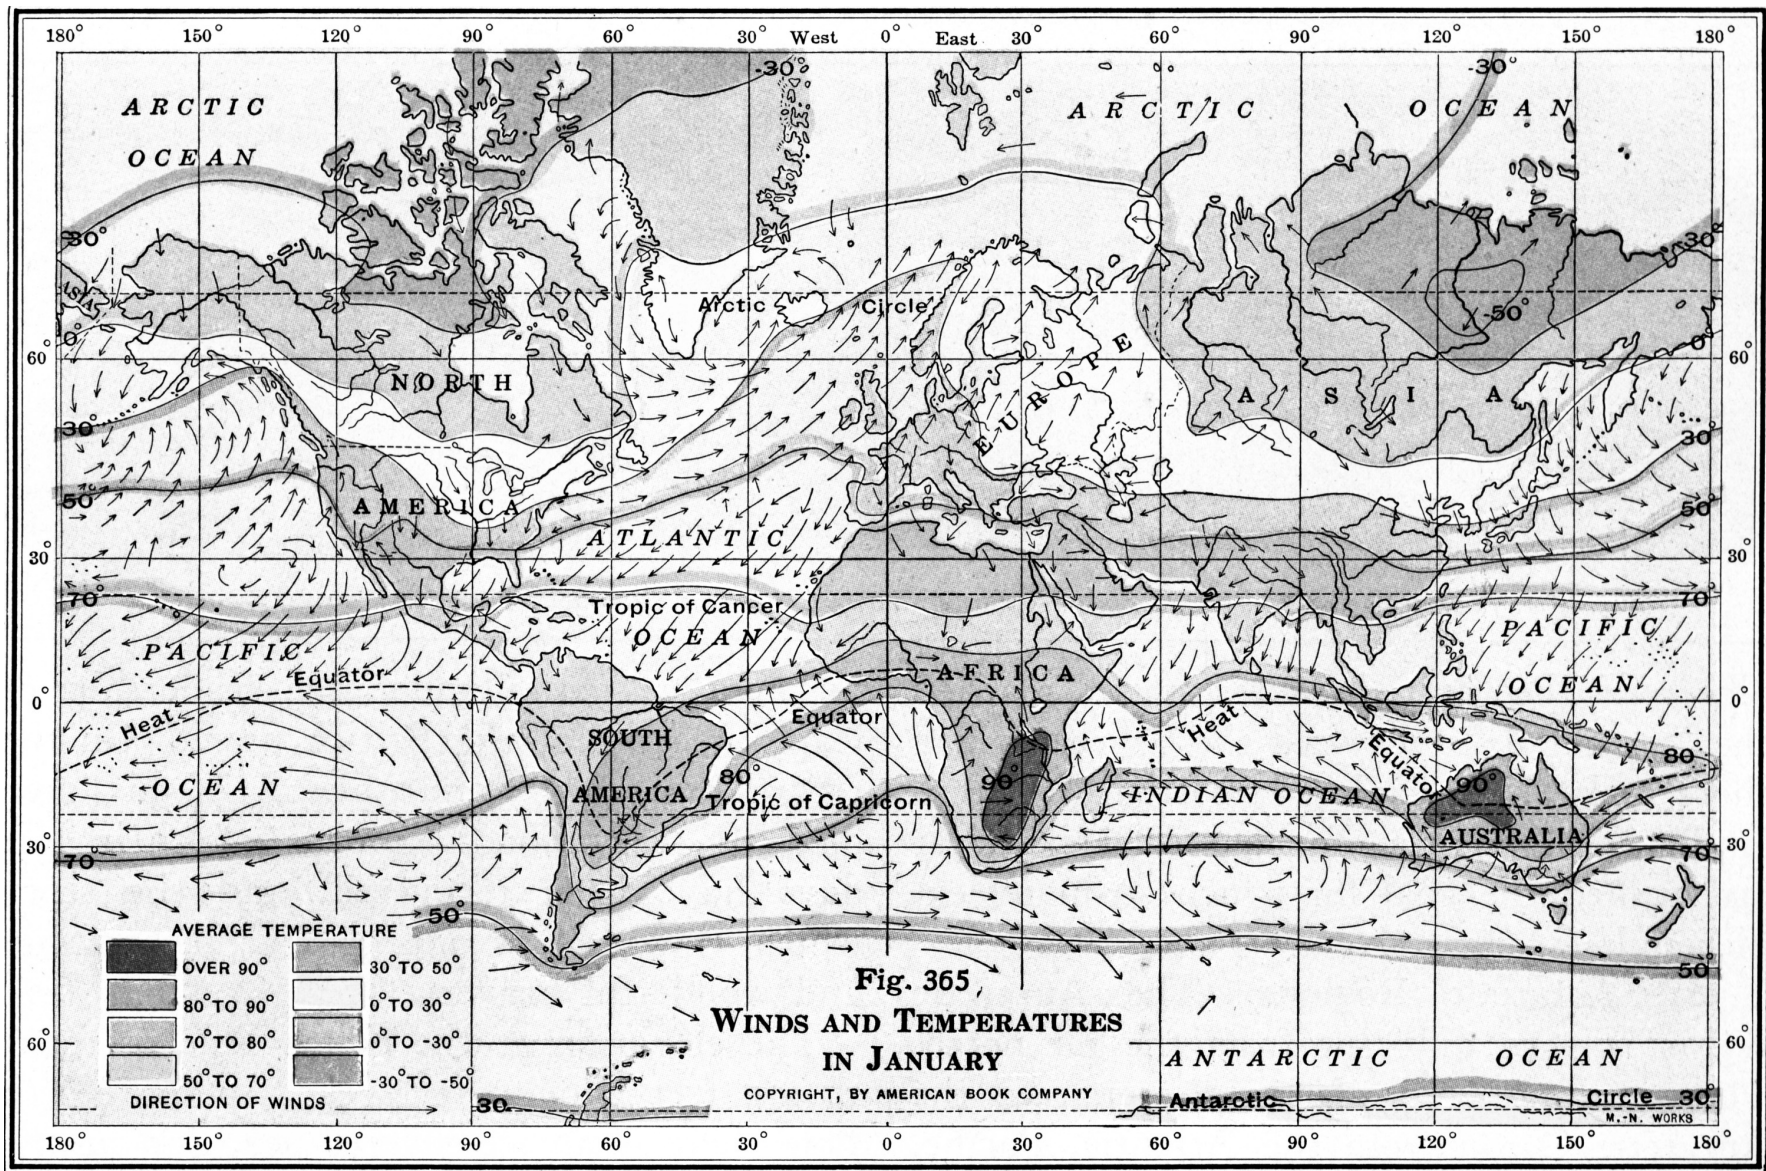 180° 150° 120° 90° 60° 30° West 0° East 30° 60° 90° 120° 150° 180°
-30° -30°
ARCTIC OCEAN ARCTIC OCEAN
-30° -30°
ASIA
Arctic Circle
-50°
0° 0°
60° 60°
EUROPE
NORTH ASIA
30° 30°
50° AMERICA 50°
ATLANTIC
30° 30°
70° Tropic of Cancer 70°
OCEAN PACIFIC
PACIFIC
Equator AFRICA
OCEAN
0° 0°
Heat Equator Heat
SOUTH Equator
80°
80° 90° 90°
OCEAN AMERICA Tropic of Capricorn INDIAN OCEAN
AUSTRALIA
30° 30°
70° 70°
50°
AVERAGE TEMPERATURE
OVER 90° 30° TO 50°
80° TO 90° 0° TO 30°
70° TO 80° 0° TO -30°
50° TO 70° -30° TO -50°
DIRECTION OF WINDS
50°
Fig. 365
WINDS AND TEMPERATURES
IN JANUARY
COPYRIGHT, BY AMERICAN BOOK COMPANY
60° 60°
ANTARCTIC OCEAN
30° Antarotic Circle 30°
M.-N. WORKS
180° 150° 120° 90° 60° 30° 0° 30° 60° 90° 120° 150° 180°